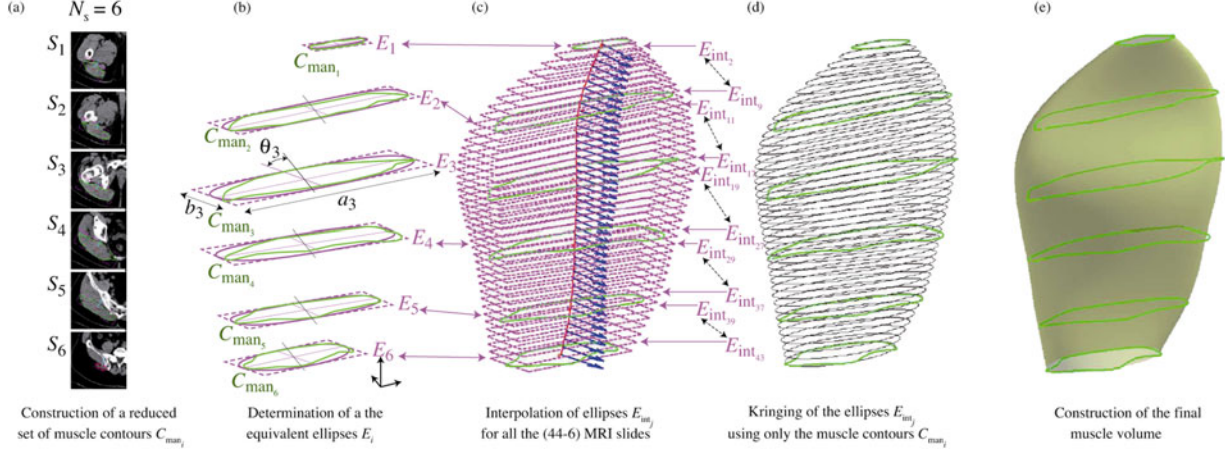 (a)
N_s = 6
(b)
(c)
(d)
(e)
S_1
S_2
S_3
S_4
S_5
S_6
E_1
C_man_1
E_2
C_man_2
θ_3
E_3
b_3
a_3
C_man_3
E_4
C_man_4
E_5
C_man_5
E_6
C_man_6
E_int_2
E_int_9
E_int_11
E_int_19
E_int_29
E_int_37
E_int_39
E_int_43
Construction of a reduced
set of muscle contours C_man_i
Determination of a the
equivalent ellipses E_i
Interpolation of ellipses E_int_j
for all the (44-6) MRI slides
Kringing of the ellipses E_int_j
using only the muscle contours C_man_i
Construction of the final
muscle volume